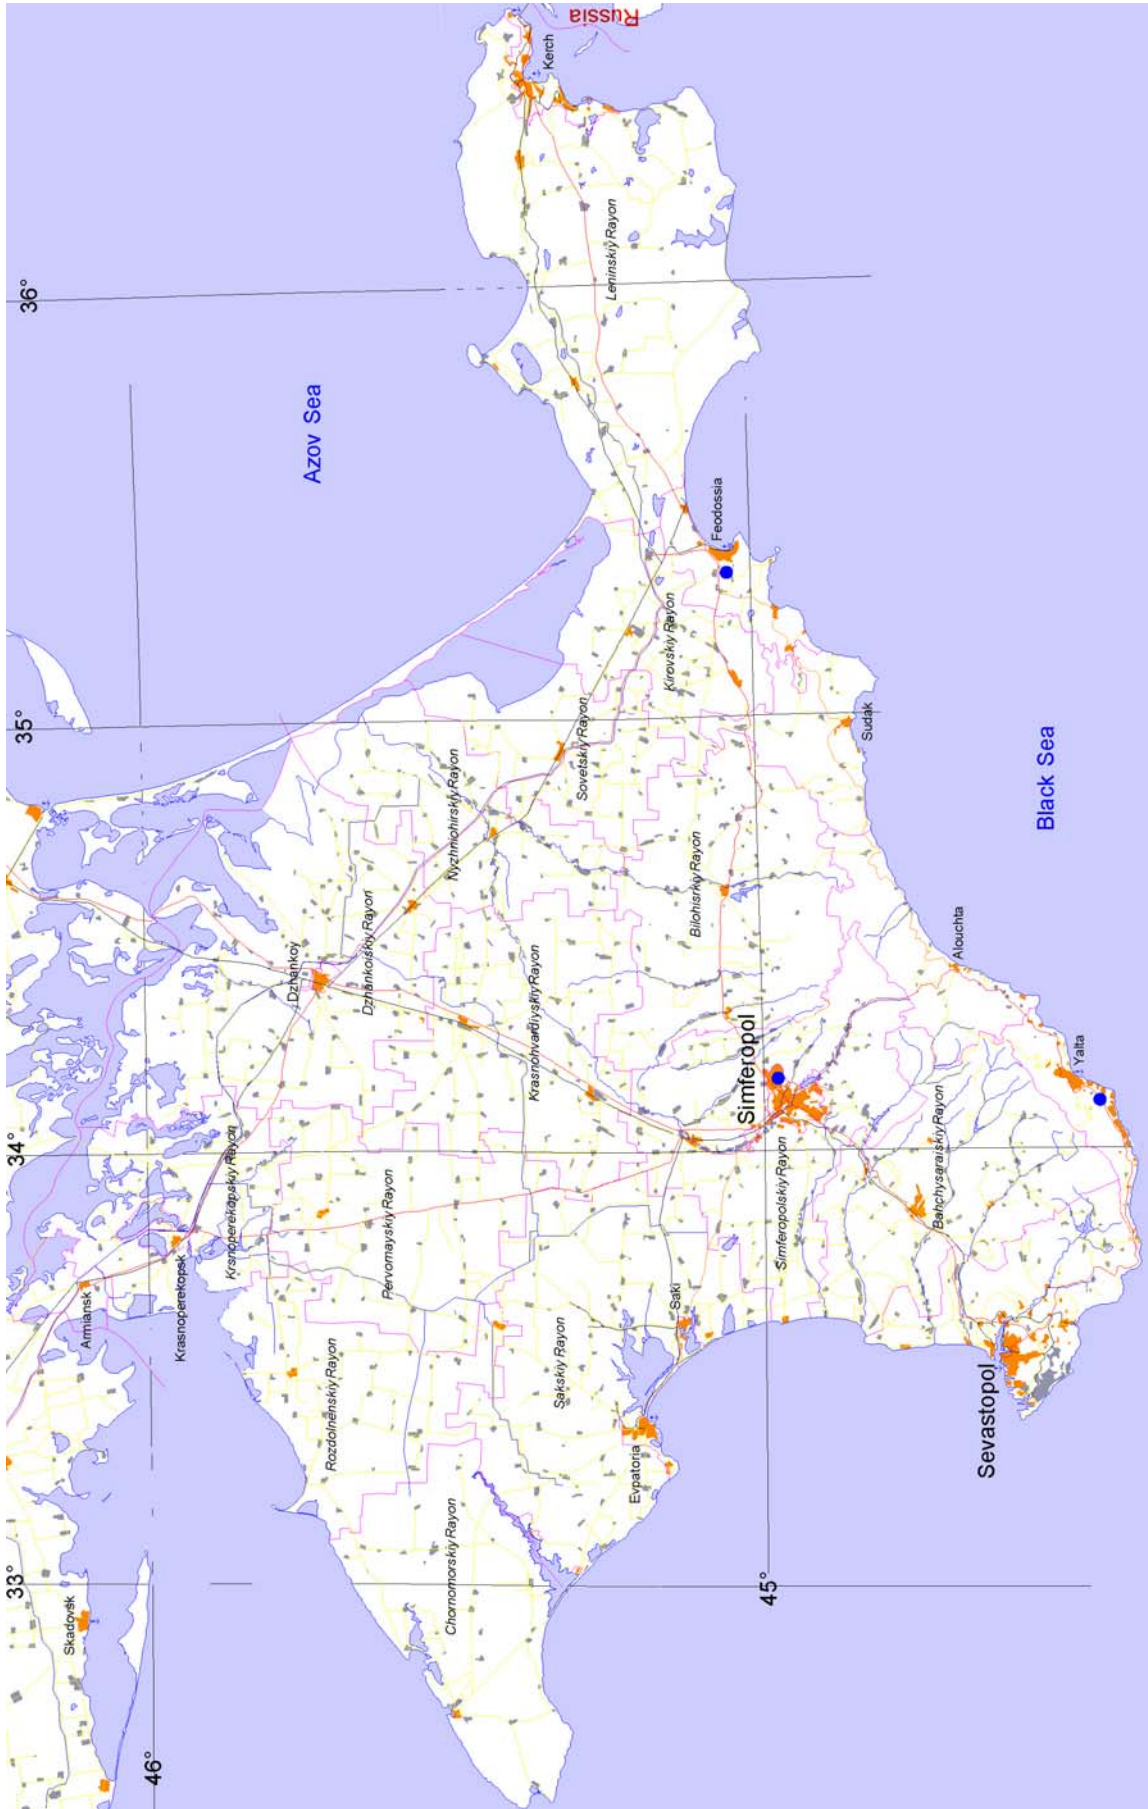 Russia
Kerch
36°
Leninskiy Rayon
Azov Sea
Feodossia
Kirovskiy Rayon
35°
Sovetskiy Rayon
Sudak
Nyzhniohirskiy Rayon
Black Sea
Bilohisrkiy Rayon
Dzhankoy
Dzhankoiskiy Rayon
Alouchta
Krasnohvardiyskiy Rayon
Simferopol
Yalta
34°
Krsnoperekopskiy Rayon
Pervomayskiy Rayon
Simferopolskiy Rayon
Bahchysaraiskiy Rayon
Armiansk
Krasnoperekopsk
Saki
Rozdolnenskiy Rayon
Sakskiy Rayon
Sevastopol
Evpatoria
Chornomorskiy Rayon
33°
Skadovsk
45°
46°